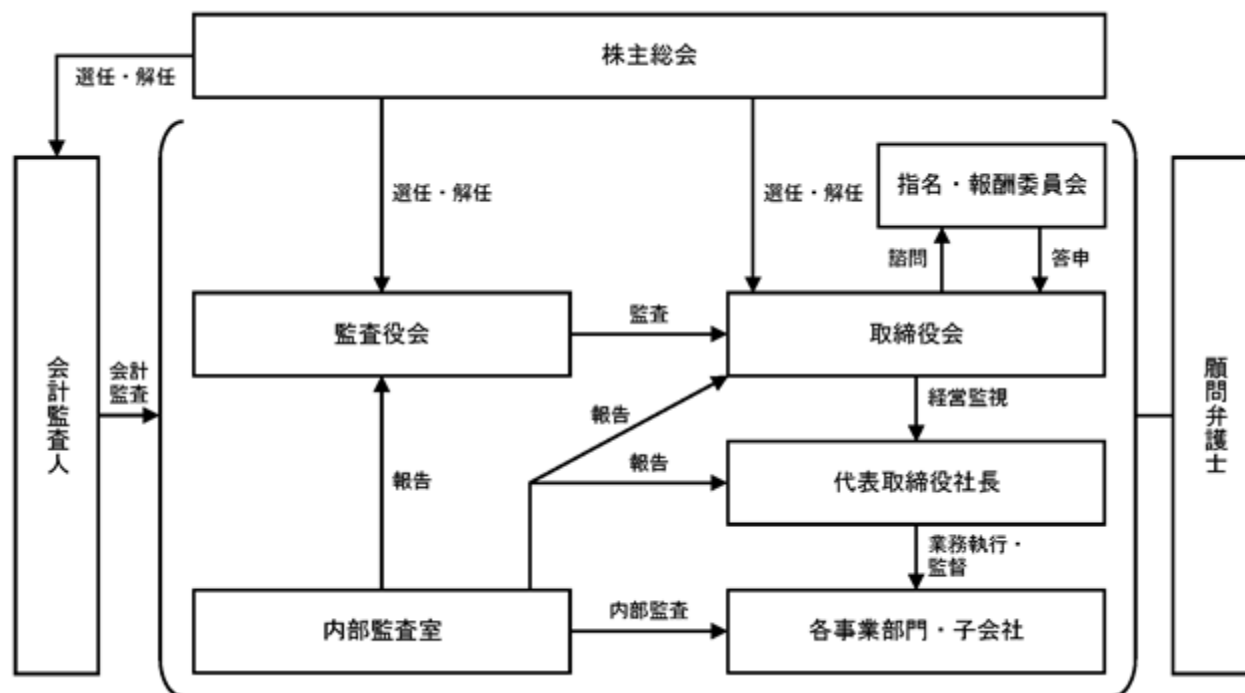 株主総会
選任・解任
選任・解任
選任・解任
指名・報酬委員会
諮問
答申
監査役会
監査
取締役会
会計監査人
会計
監査
報告
経営監視
顧問弁護士
報告
報告
代表取締役社長
業務執行・
監督
内部監査室
内部監査
各事業部門・子会社